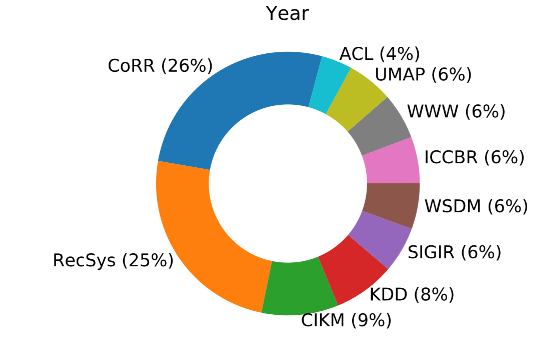 Year
ACL (4%)
CoRR (26%)
UMAP (6%)
WWW (6%)
ICCBR (6%)
WSDM (6%)
SIGIR (6%)
RecSys (25%)
KDD (8%)
CIKM (9%)